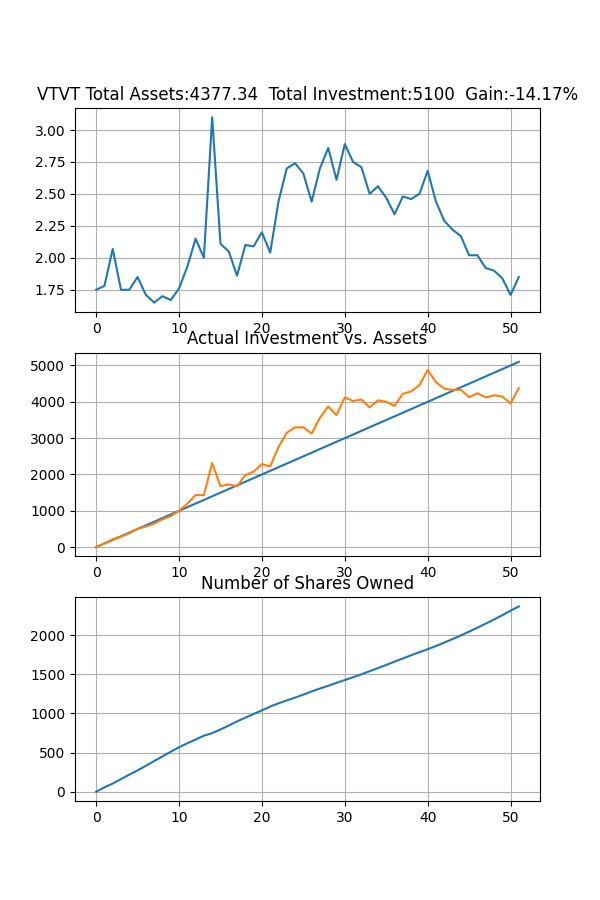 VTVT Total Assets:4377.34  Total Investment:5100  Gain:-14.17%
3.00
2.75
2.50
2.25
2.00
1.75
0 10 20 30 40 50
Actual Investment vs. Assets
5000
4000
3000
2000
1000
0
0 10 20 30 40 50
Number of Shares Owned
2000
1500
1000
500
0
0 10 20 30 40 50